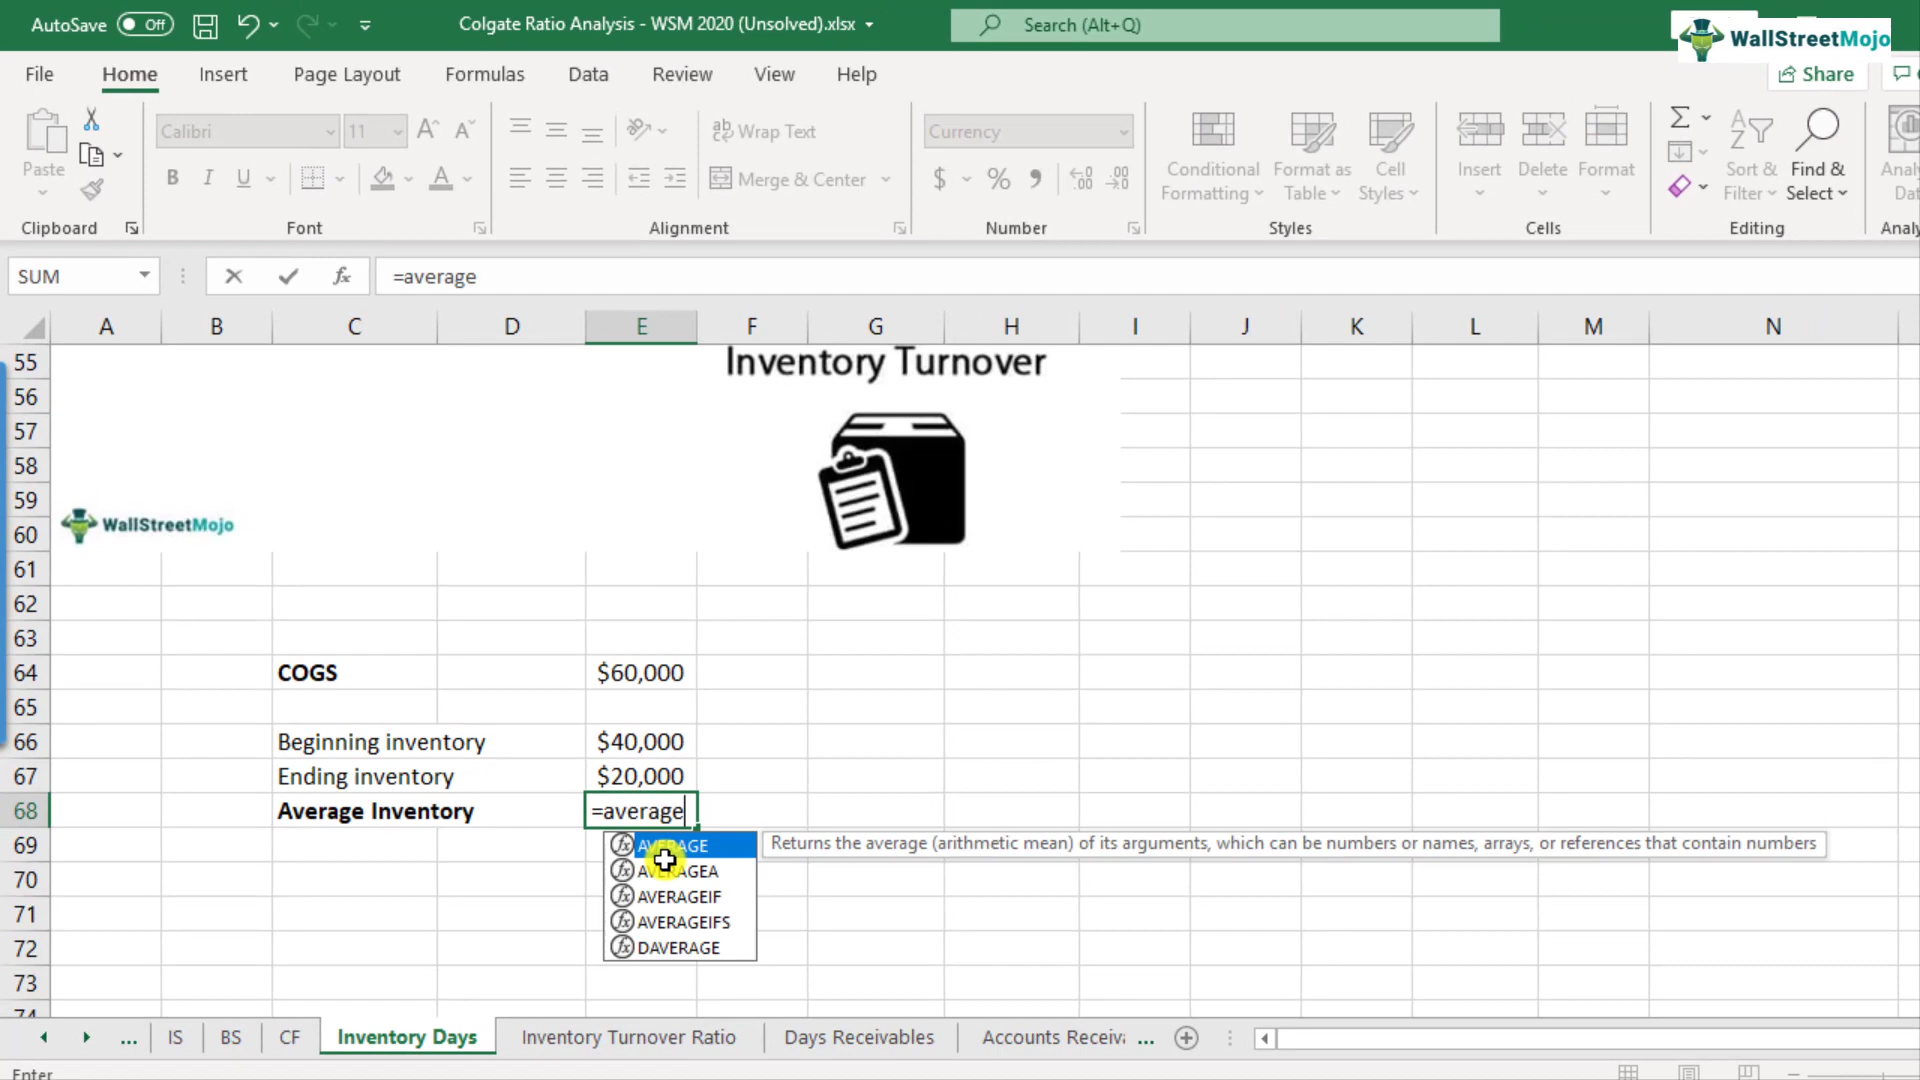 AutoSave Off Colgate Ratio Analysis - WSM 2020 (Unsolved).xlsx Search (Alt+Q) WallStreetMojo
File Home Insert Page Layout Formulas Data Review View Help Share
Paste Calibri 11 Wrap Text Currency Conditional Formatting Format as Table Cell Styles Insert Delete Format Sort & Filter Find & Select
B I U Merge & Center $ %
Clipboard Font Alignment Number Styles Cells Editing
SUM fx =average
A B C D E F G H I J K L M N
55 Inventory Turnover
56
57
58
59
WallStreetMojo
60
61
62
63
64 COGS $60,000
65
66 Beginning inventory $40,000
67 Ending inventory $20,000
68 Average Inventory =average
69 AVERAGE Returns the average (arithmetic mean) of its arguments, which can be numbers or names, arrays, or references that contain numbers
70 AVERAGEA
71 AVERAGEIF
AVERAGEIFS
72 DAVERAGE
73
... IS BS CF Inventory Days Inventory Turnover Ratio Days Receivables Accounts Receiv ...
Enter